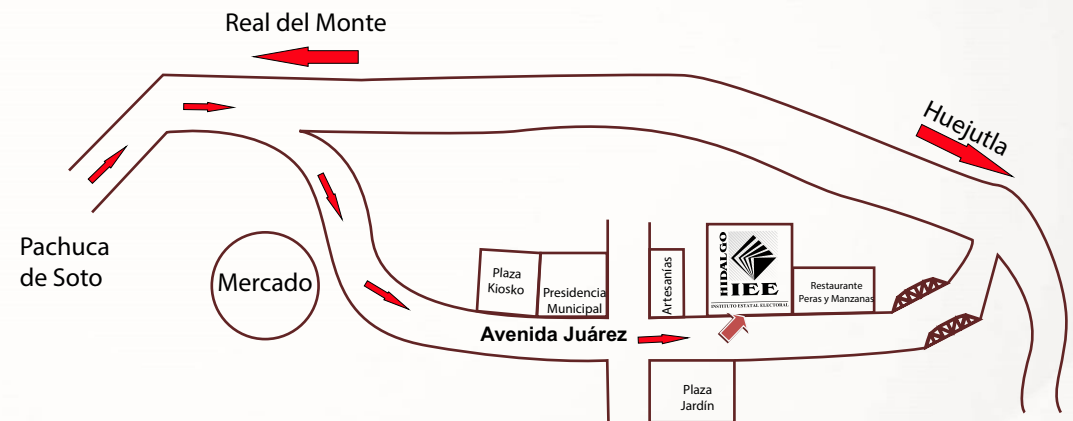 Real del Monte
Huejutla
Pachuca
de Soto
Mercado
Plaza
Kiosko
Presidencia
Municipal
Artesanías
HIDALGO
IEE
INSTITUTO ESTATAL ELECTORAL
Restaurante
Peras y Manzanas
Avenida Juárez
Plaza
Jardín